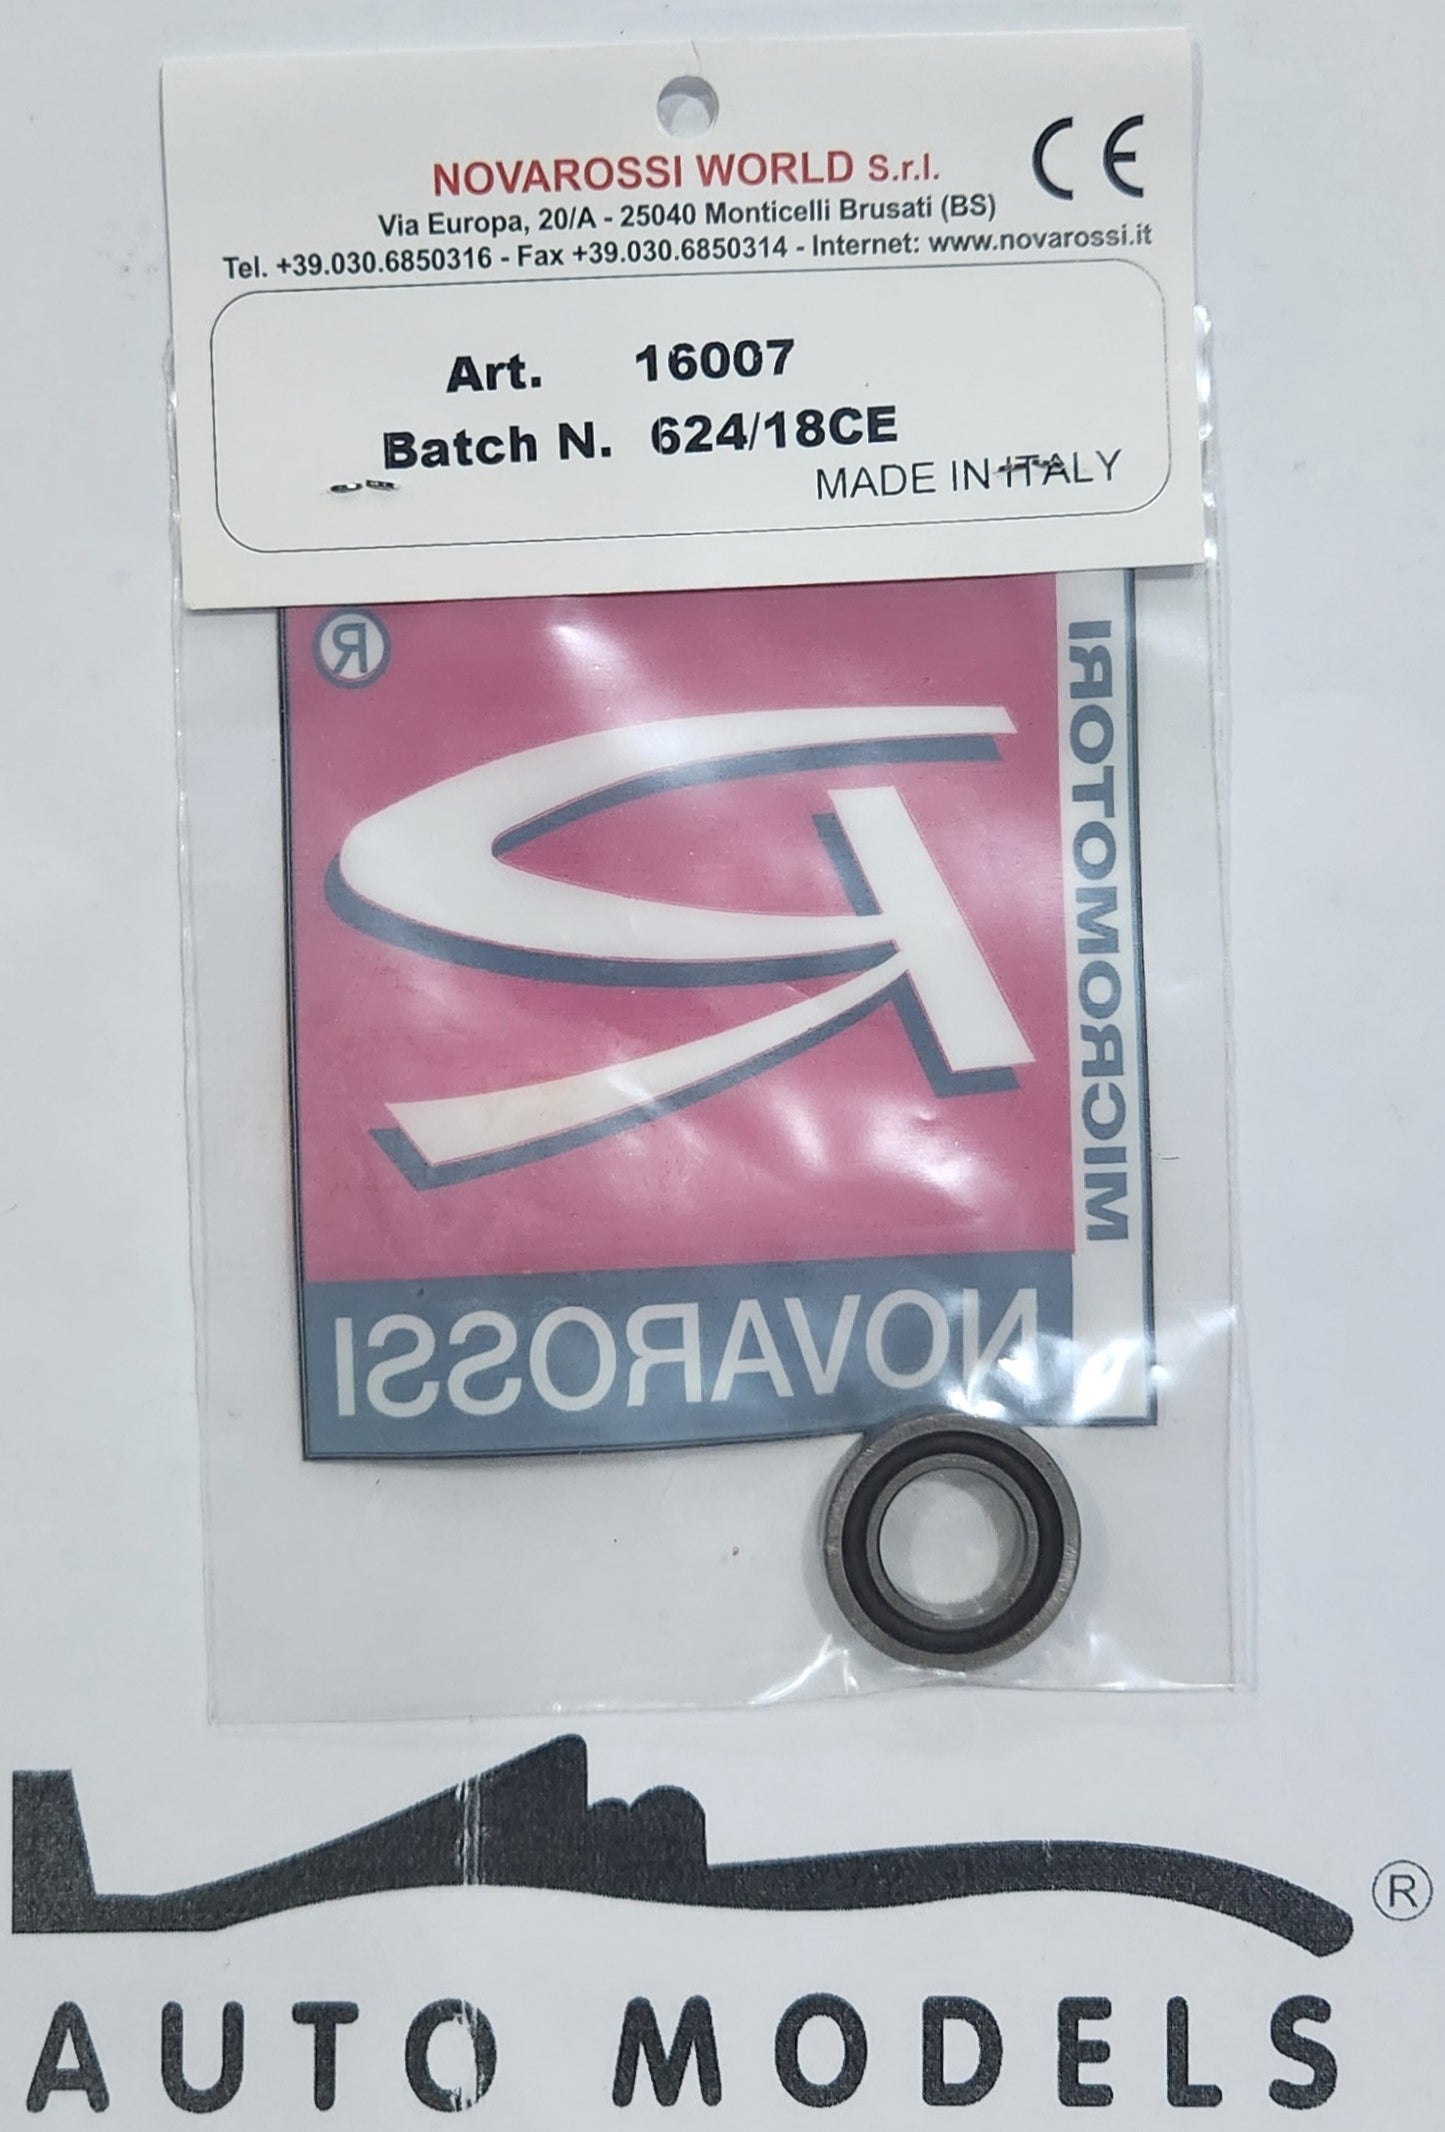 NOVAROSSI WORLD S.r.l.
CE
Via Europa, 20/A - 25040 Monticelli Brusati (BS)
Tel. +39.030.6850316 - Fax +39.030.6850314 - Internet: www.novarossi.it
Art. 16007
Batch N. 624/18CE
MADE IN ITALY
®
MICROMOTORI
NOVAROSSI
®
AUTO MODELS